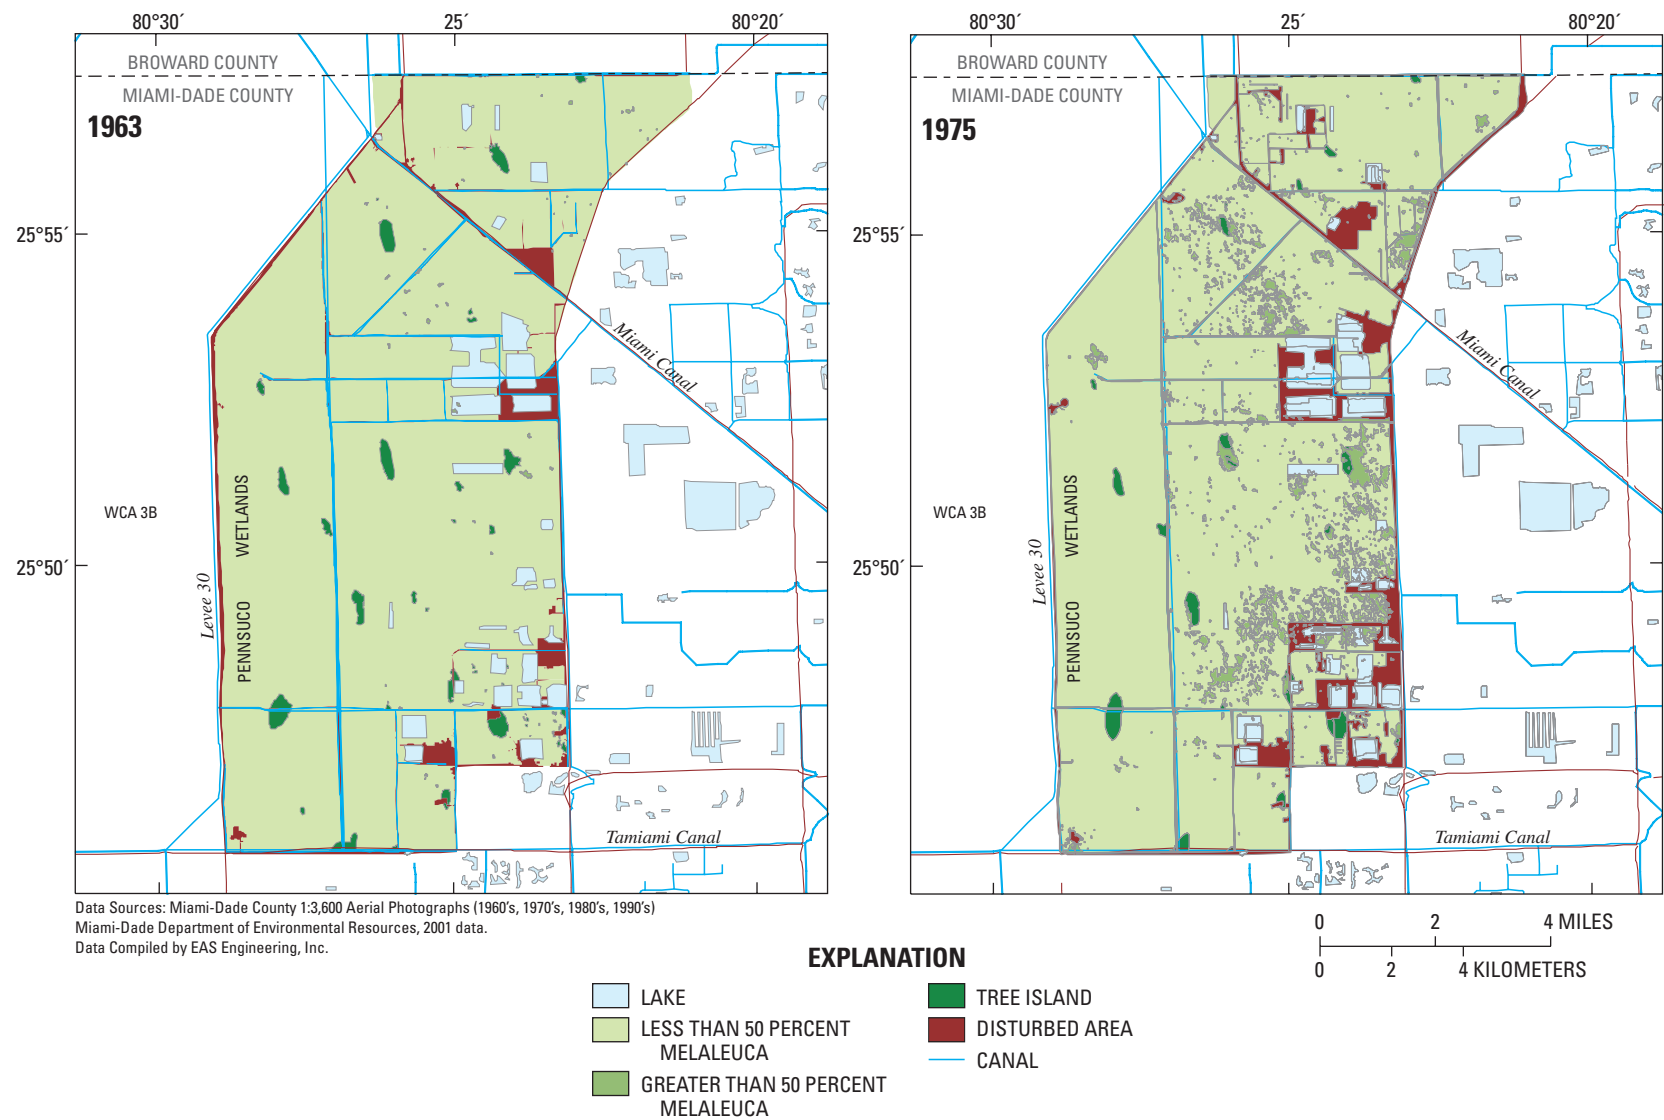 80°30′
25′
80°20′
BROWARD COUNTY
MIAMI-DADE COUNTY
1963
25°55′
Miami Canal
WCA 3B
WETLANDS
25°50′
Levee 30
PENNSUCO
Tamiami Canal
80°30′
25′
80°20′
BROWARD COUNTY
MIAMI-DADE COUNTY
1975
25°55′
Miami Canal
WCA 3B
WETLANDS
25°50′
Levee 30
PENNSUCO
Tamiami Canal
Data Sources: Miami-Dade County 1:3,600 Aerial Photographs (1960's, 1970's, 1980's, 1990's)
Miami-Dade Department of Environmental Resources, 2001 data.
Data Compiled by EAS Engineering, Inc.
0 2 4 MILES
0 2 4 KILOMETERS
EXPLANATION
LAKE
LESS THAN 50 PERCENT
MELALEUCA
GREATER THAN 50 PERCENT
MELALEUCA
TREE ISLAND
DISTURBED AREA
CANAL